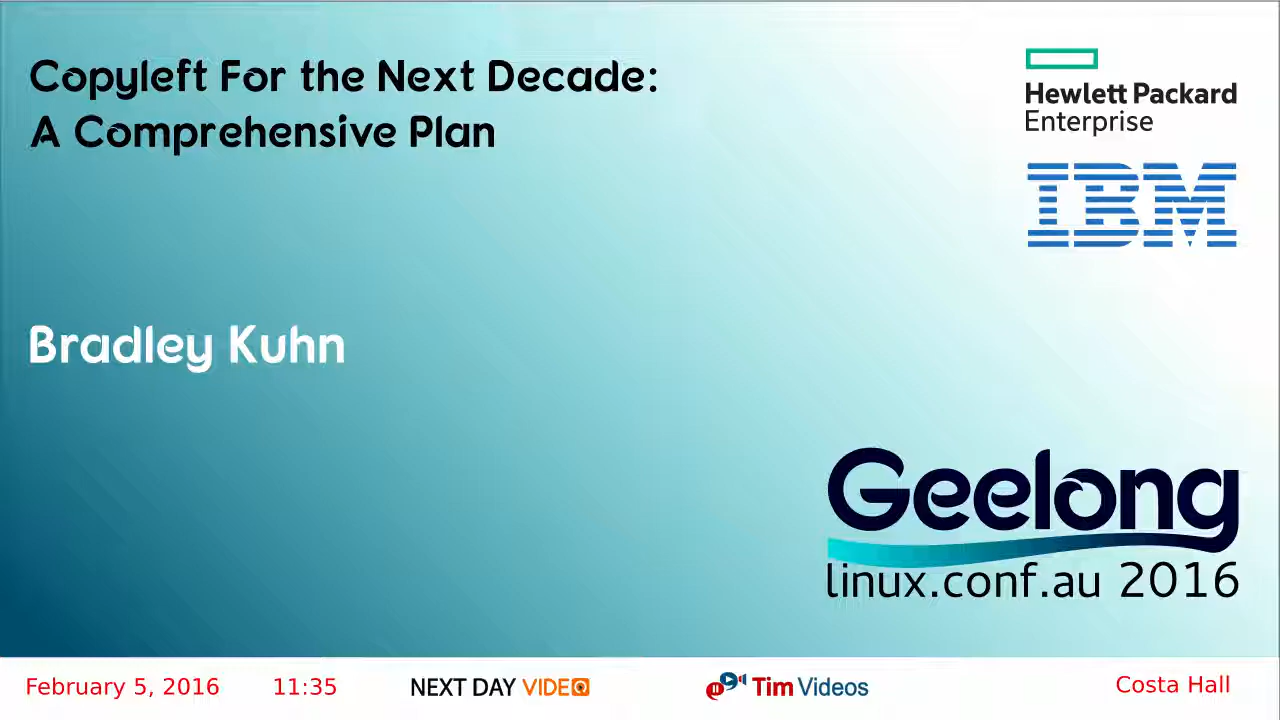 Copyleft For the Next Decade:
A Comprehensive Plan
Hewlett Packard
Enterprise
IBM
Bradley Kuhn
Geelong
linux.conf.au 2016
February 5, 2016 11:35 NEXT DAY VIDEO Tim Videos Costa Hall